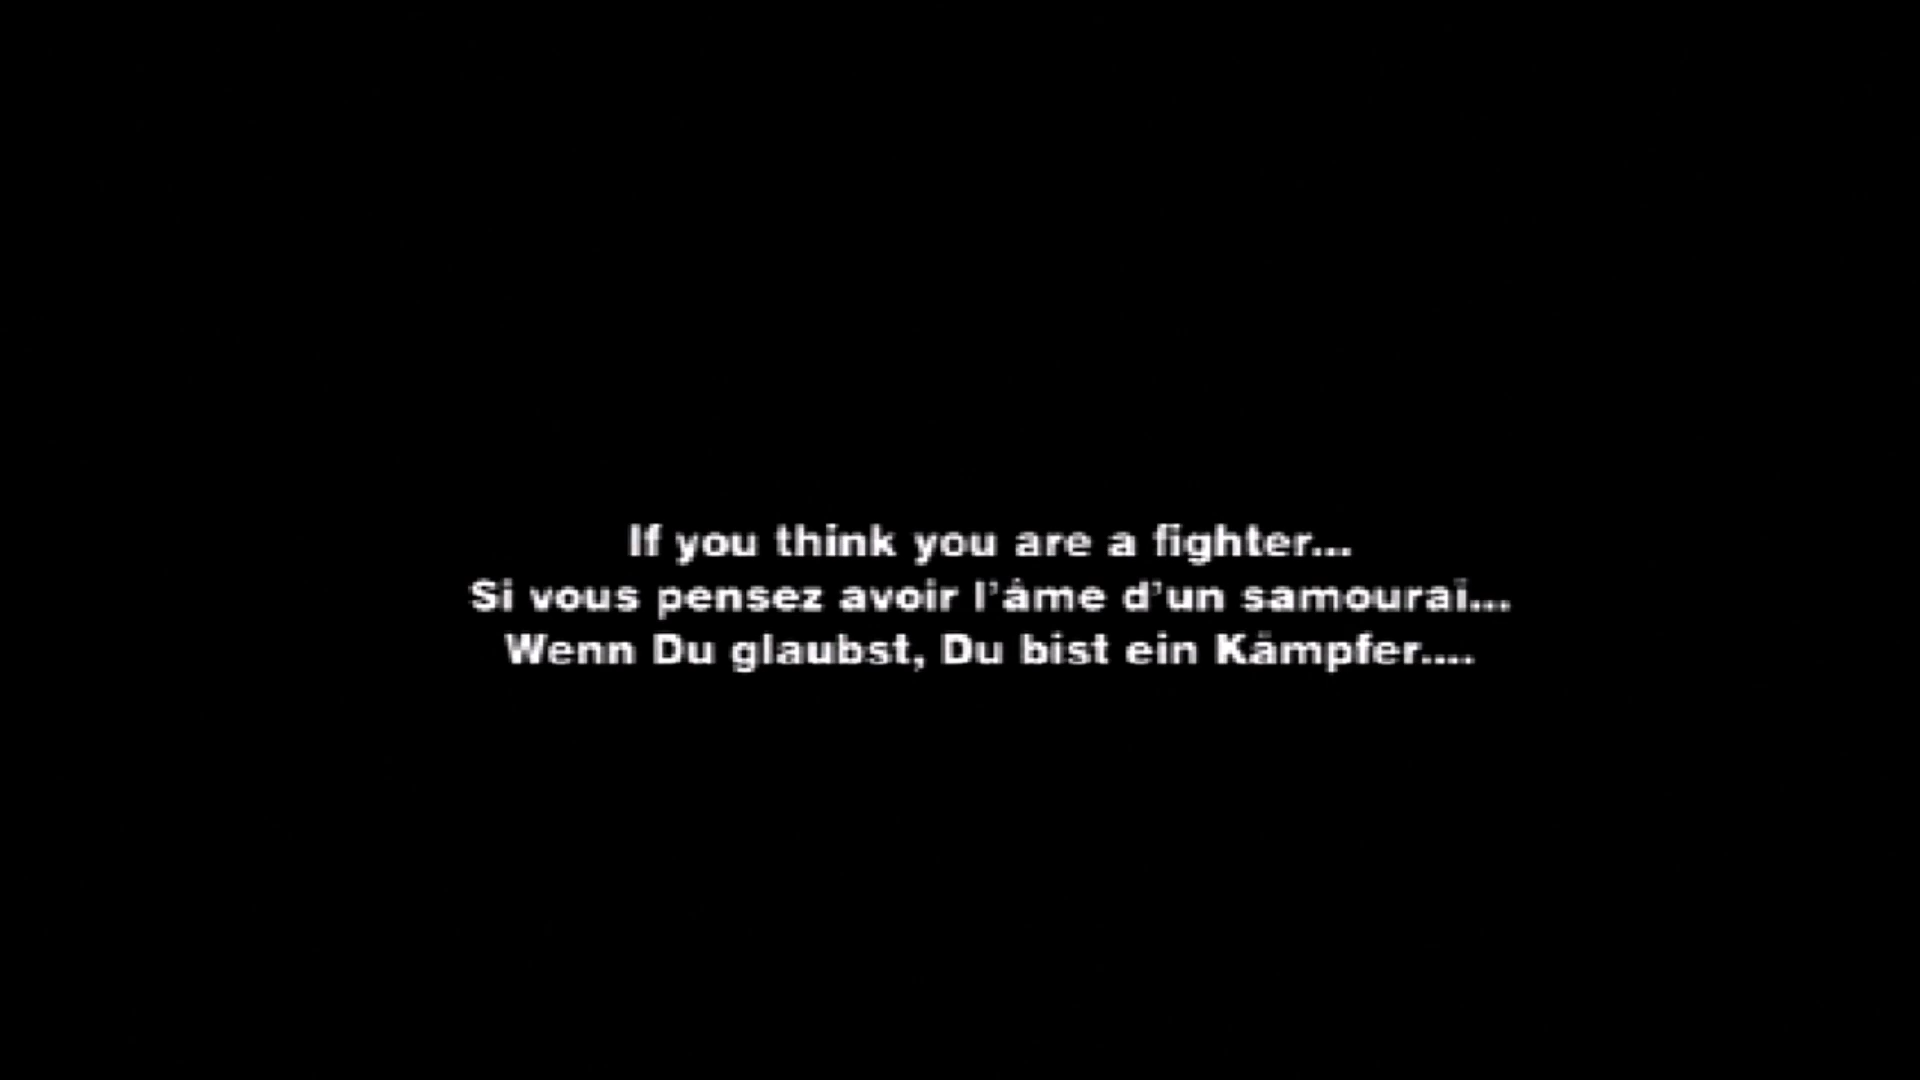 If you think you are a fighter...
Si vous pensez avoir l'âme d'un samouraï...
Wenn Du glaubst, Du bist ein Kämpfer....